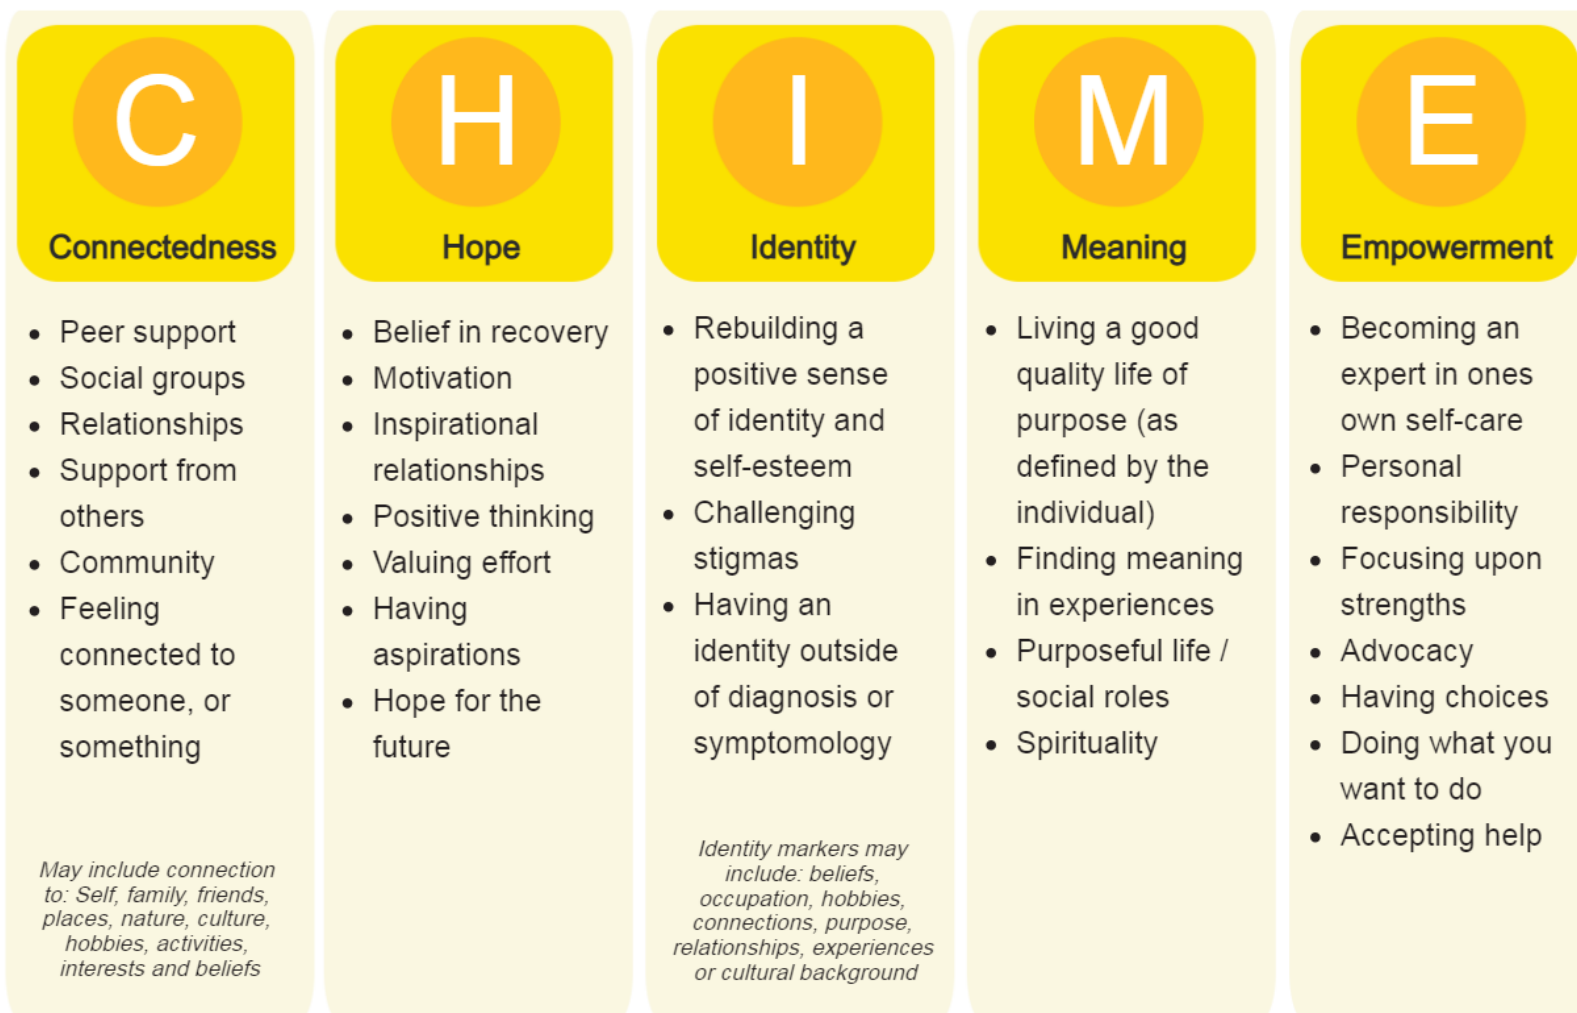 C
Connectedness
• Peer support
• Social groups
• Relationships
• Support from
others
• Community
• Feeling
connected to
someone, or
something
May include connection
to: Self, family, friends,
places, nature, culture,
hobbies, activities,
interests and beliefs
H
Hope
• Belief in recovery
• Motivation
• Inspirational
relationships
• Positive thinking
• Valuing effort
• Having
aspirations
• Hope for the
future
I
Identity
• Rebuilding a
positive sense
of identity and
self-esteem
• Challenging
stigmas
• Having an
identity outside
of diagnosis or
symptomology
Identity markers may
include: beliefs,
occupation, hobbies,
connections, purpose,
relationships, experiences
or cultural background
M
Meaning
• Living a good
quality life of
purpose (as
defined by the
individual)
• Finding meaning
in experiences
• Purposeful life /
social roles
• Spirituality
E
Empowerment
• Becoming an
expert in ones
own self-care
• Personal
responsibility
• Focusing upon
strengths
• Advocacy
• Having choices
• Doing what you
want to do
• Accepting help